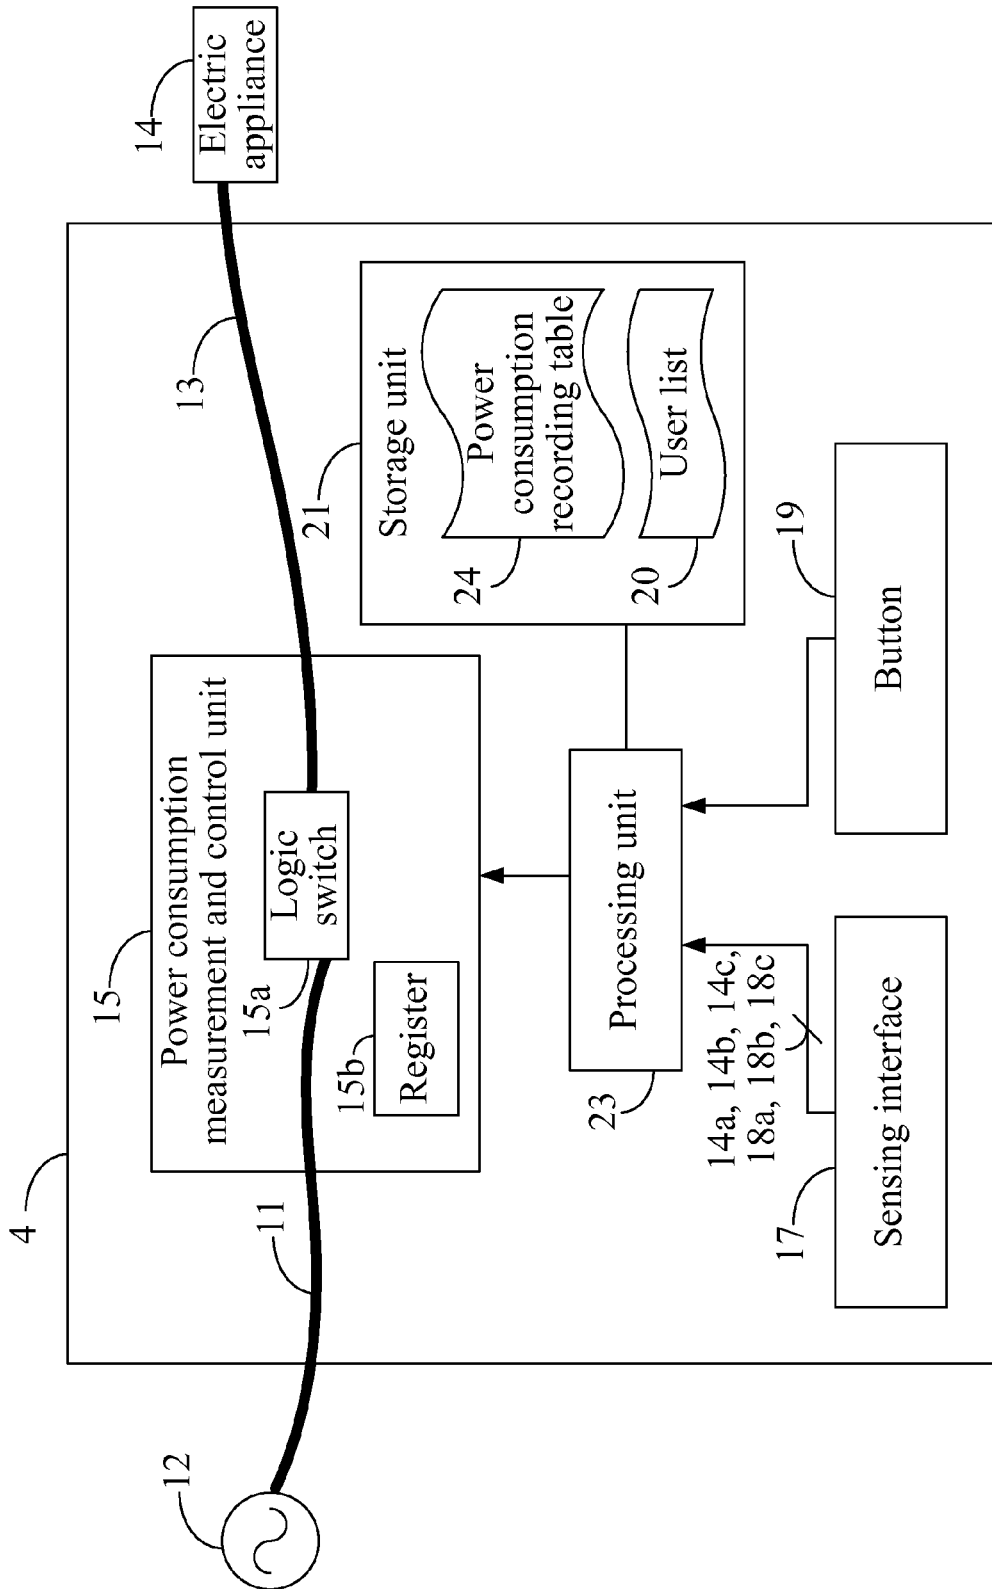 4
12
11
15
Power consumption
measurement and control unit
15a
Logic
switch
15b
Register
13
14
Electric
appliance
21
Storage unit
24
Power
consumption
recording table
20
User list
23
Processing unit
14a, 14b, 14c,
18a, 18b, 18c
17
Sensing interface
19
Button